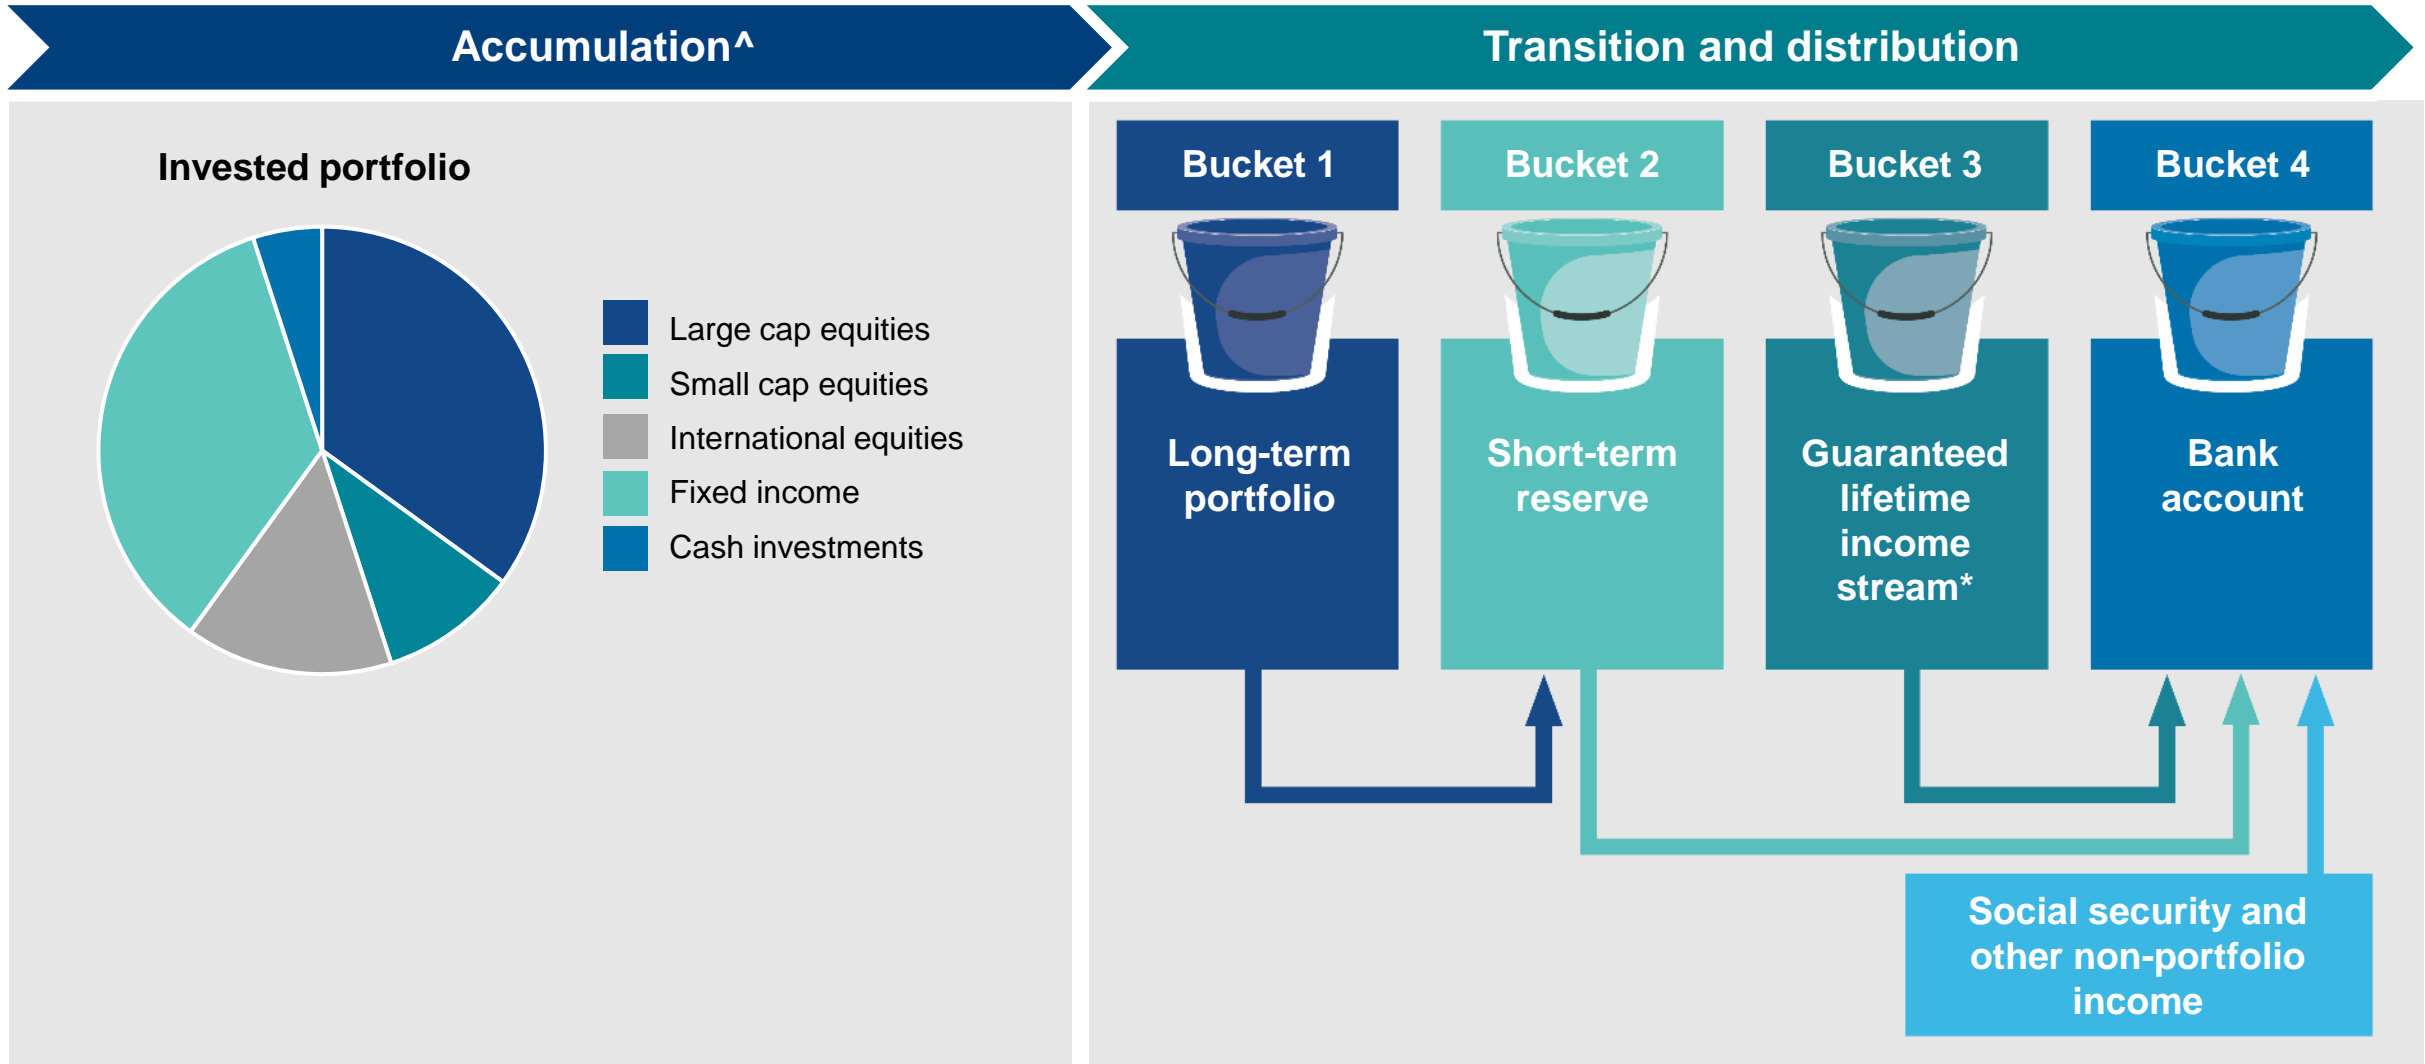 Accumulation^
Transition and distribution
Invested portfolio
Large cap equities
Small cap equities
International equities
Fixed income
Cash investments
Bucket 1
Bucket 2
Bucket 3
Bucket 4
Long-term
portfolio
Short-term
reserve
Guaranteed
lifetime
income
stream*
Bank
account
Social security and
other non-portfolio
income